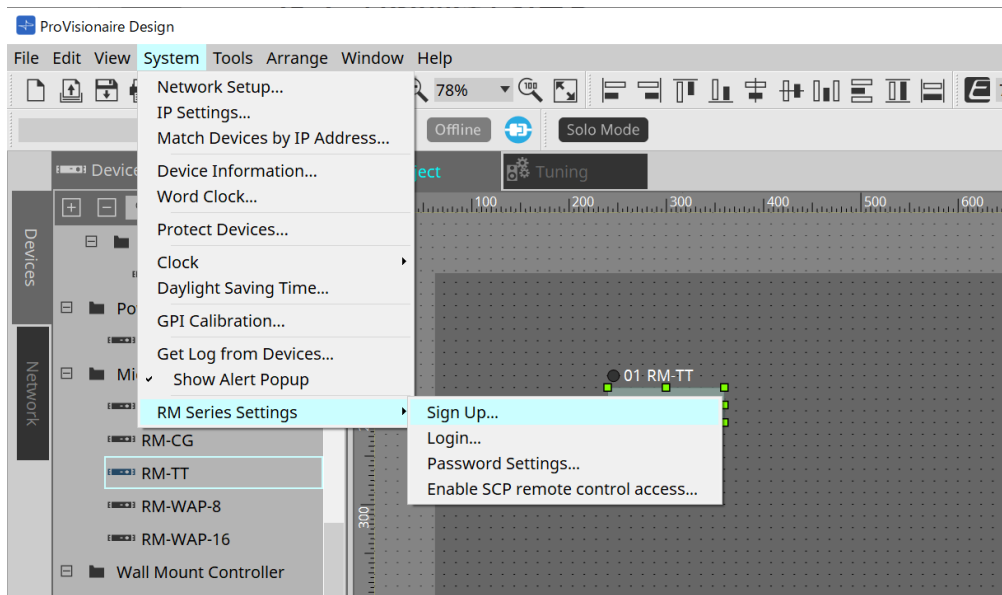 ProVisionaire Design
File Edit View System Tools Arrange Window Help
78%
100
Offline
Solo Mode
Network Setup...
IP Settings...
Match Devices by IP Address...
Device Information...
Word Clock...
Protect Devices...
Clock
Daylight Saving Time...
GPI Calibration...
Get Log from Devices...
Show Alert Popup
RM Series Settings
Sign Up...
Login...
Password Settings...
Enable SCP remote control access...
Tuning
100 200 300 400 500 600
Devices
Network
01 RM-TT
RM-CG
RM-TT
RM-WAP-8
RM-WAP-16
Wall Mount Controller
300